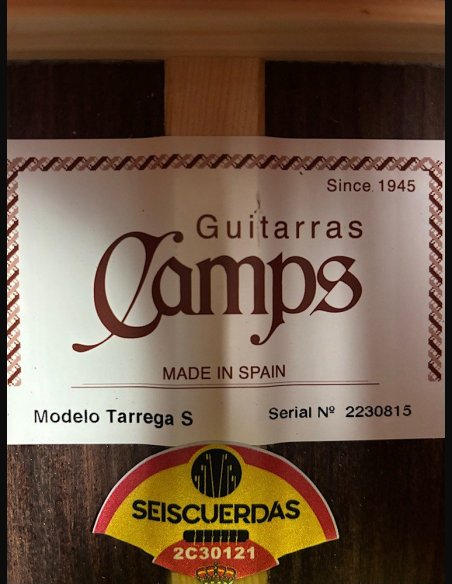 Since 1945
Guitarras
Camps
MADE IN SPAIN
Modelo Tarrega S
Serial Nº 2230815
SEISCUERDAS
2C30121